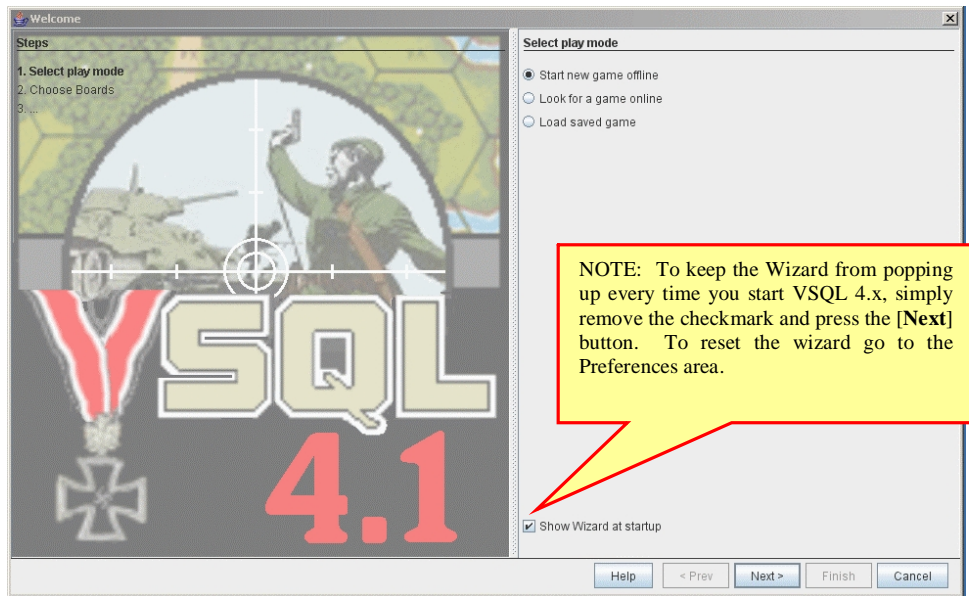 Welcome
Steps
1. Select play mode
2. Choose Boards
3. ...
VSQL
4.1
Select play mode
Start new game offline
Look for a game online
Load saved game
NOTE: To keep the Wizard from popping
up every time you start VSQL 4.x, simply
remove the checkmark and press the [Next]
button. To reset the wizard go to the
Preferences area.
Show Wizard at startup
Help
< Prev
Next >
Finish
Cancel